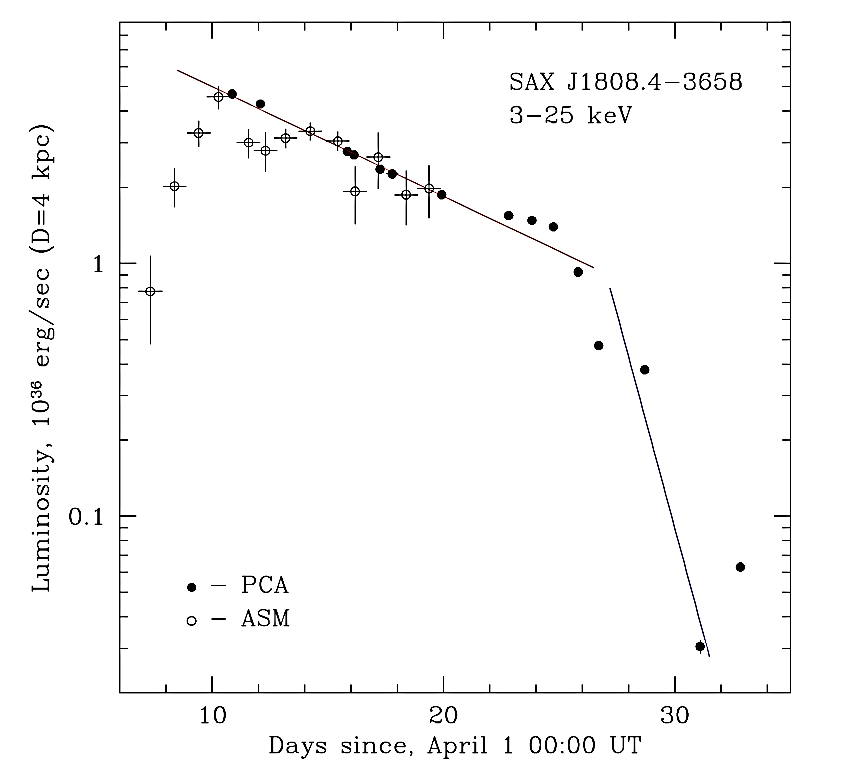 SAX J1808.4−3658
3−25 keV
Luminosity, 10³⁶ erg/sec (D=4 kpc)
1
0.1
● − PCA
○ − ASM
10 20 30
Days since, April 1 00:00 UT